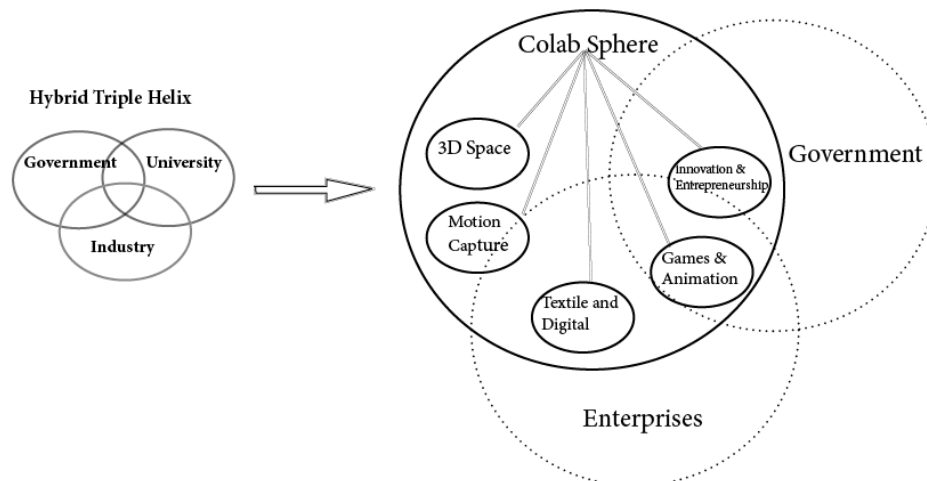 Hybrid Triple Helix
Government
University
Industry
Colab Sphere
3D Space
Motion
Capture
Textile and
Digital
Games &
Animation
Innovation &
Entrepreneurship
Government
Enterprises